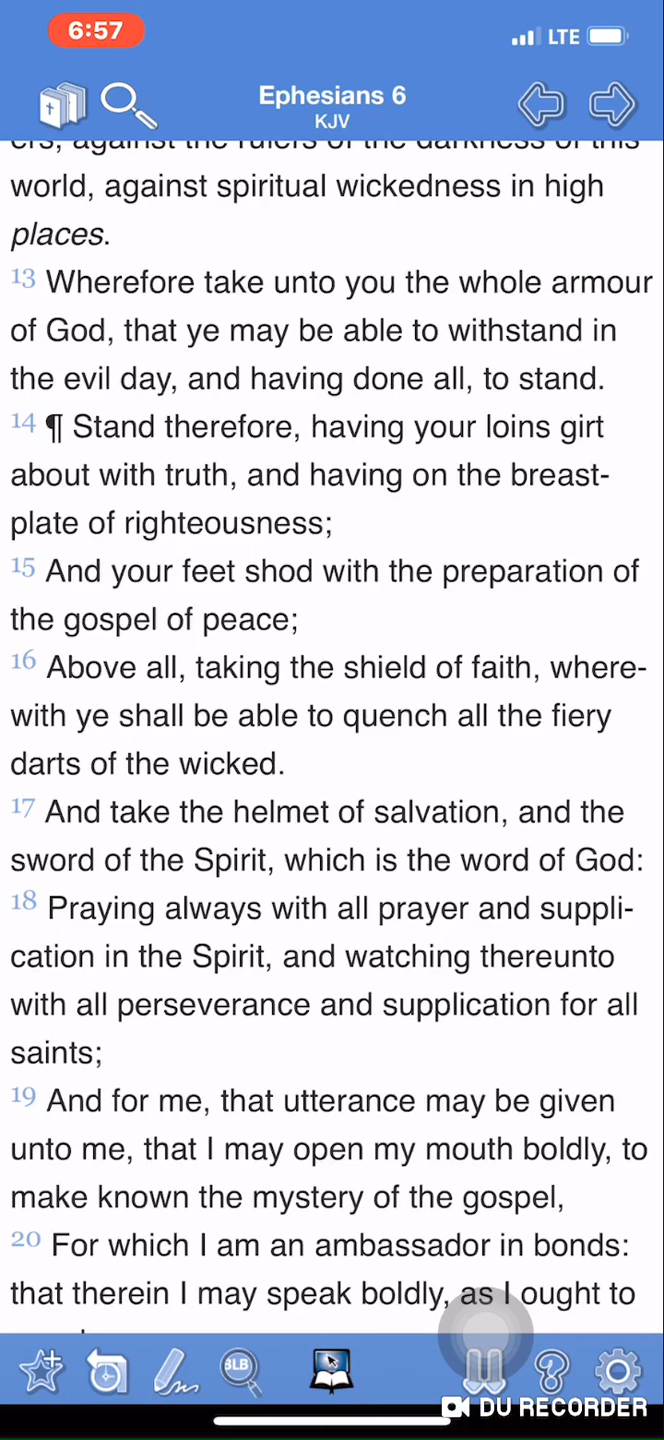 6:57
LTE
Ephesians 6
KJV
ers, against the rulers of the darkness of this
world, against spiritual wickedness in high
places.
13 Wherefore take unto you the whole armour
of God, that ye may be able to withstand in
the evil day, and having done all, to stand.
14 ¶ Stand therefore, having your loins girt
about with truth, and having on the breast-
plate of righteousness;
15 And your feet shod with the preparation of
the gospel of peace;
16 Above all, taking the shield of faith, where-
with ye shall be able to quench all the fiery
darts of the wicked.
17 And take the helmet of salvation, and the
sword of the Spirit, which is the word of God:
18 Praying always with all prayer and suppli-
cation in the Spirit, and watching thereunto
with all perseverance and supplication for all
saints;
19 And for me, that utterance may be given
unto me, that I may open my mouth boldly, to
make known the mystery of the gospel,
20 For which I am an ambassador in bonds:
that therein I may speak boldly, as I ought to
BLB
DU RECORDER